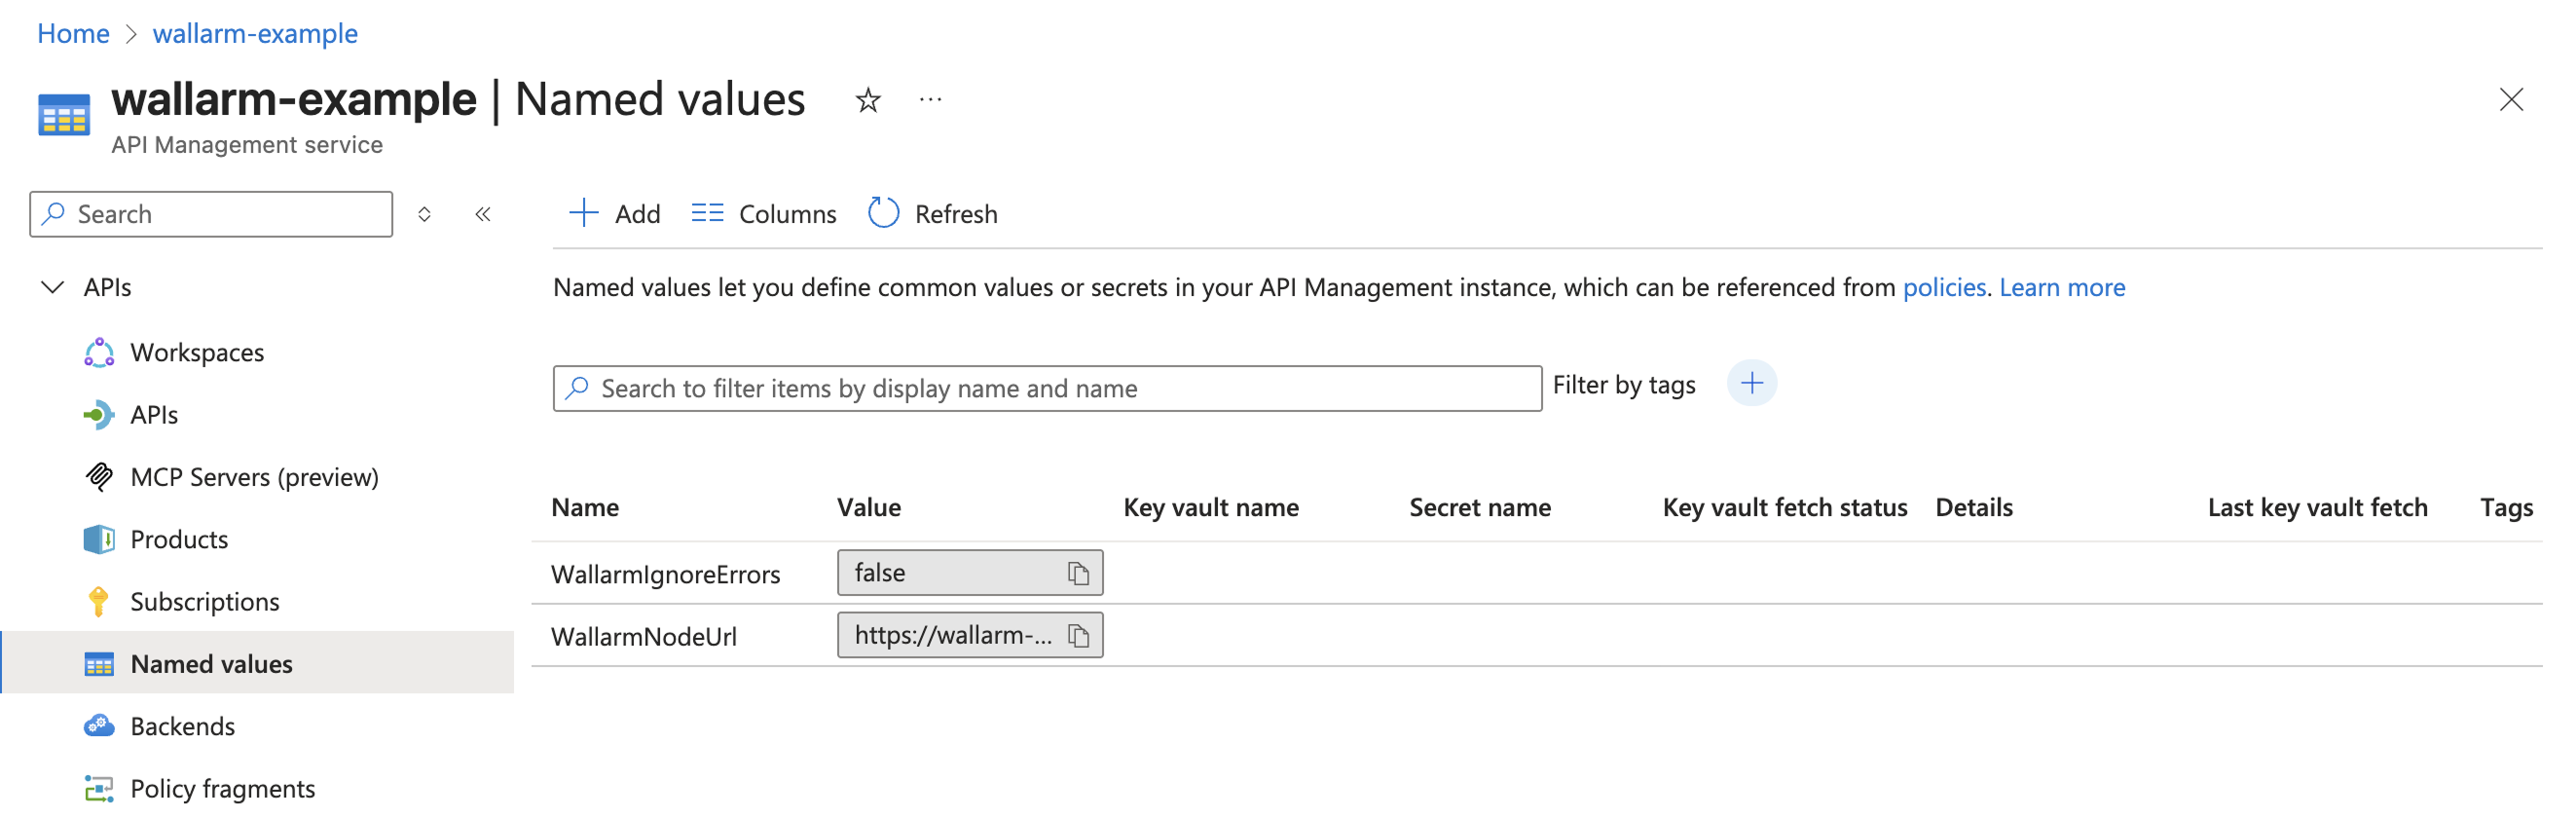 Home > wallarm-example
wallarm-example | Named values
API Management service
Search
APIs
Workspaces
APIs
MCP Servers (preview)
Products
Subscriptions
Named values
Backends
Policy fragments
Add Columns Refresh
Named values let you define common values or secrets in your API Management instance, which can be referenced from policies. Learn more
Search to filter items by display name and name Filter by tags
Name Value Key vault name Secret name Key vault fetch status Details Last key vault fetch Tags
WallarmIgnoreErrors false
WallarmNodeUrl https://wallarm-...